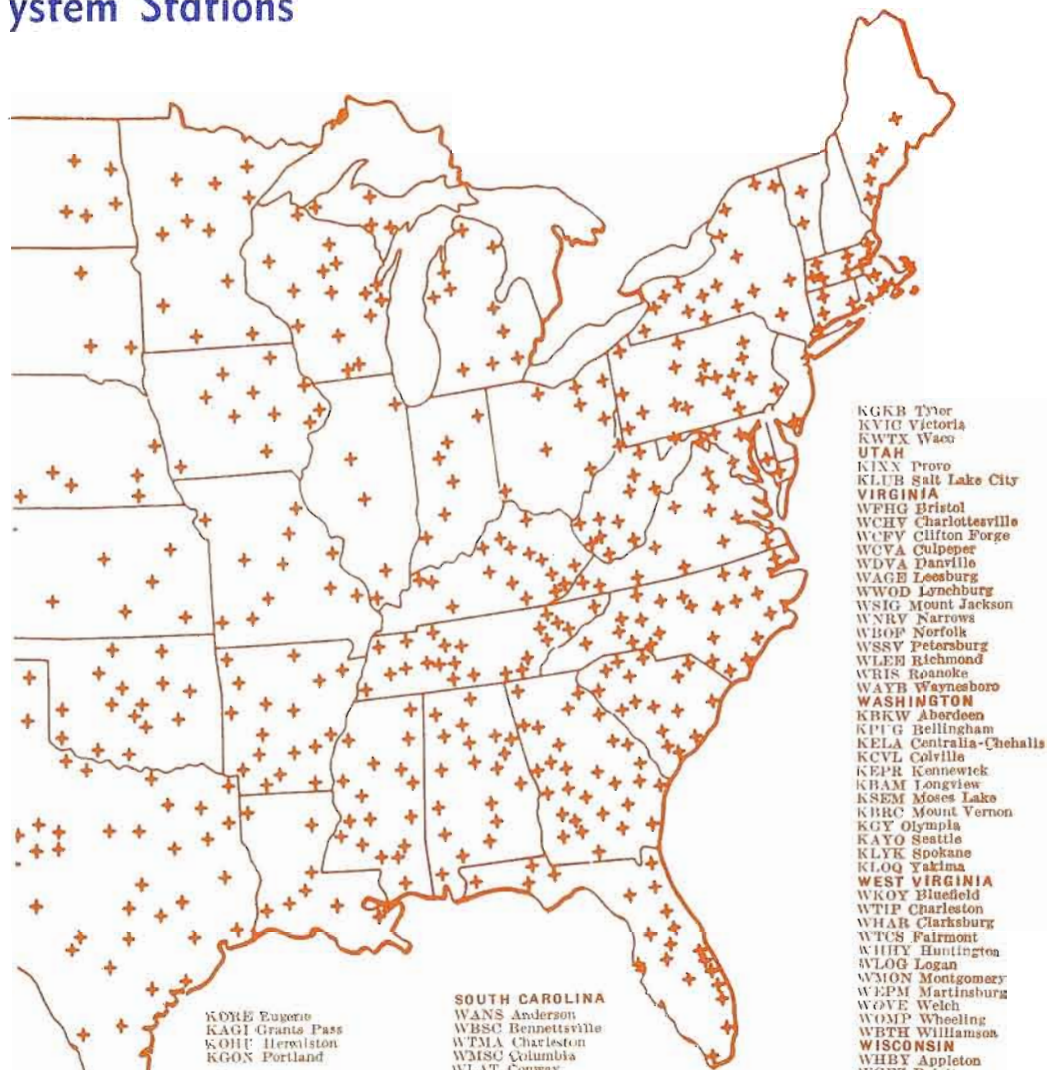 ystem Stations
KORE Eugene
KAGI Grants Pass
KOHU Hermiston
KGON Portland
SOUTH CAROLINA
WANS Anderson
WBSC Bennettsville
WTMA Charleston
WMSC Columbia
WLAT Conway
KGKB Tyler
KVIC Victoria
KWTX Waco
UTAH
KIXX Provo
KLUB Salt Lake City
VIRGINIA
WFHG Bristol
WCHV Charlottesville
WCFV Clifton Forge
WCVA Culpeper
WDVA Danville
WAGE Leesburg
WWOD Lynchburg
WSIG Mount Jackson
WNRV Narrows
WBOF Norfolk
WSSV Petersburg
WLEE Richmond
WRIS Roanoke
WAYB Waynesboro
WASHINGTON
KBKW Aberdeen
KPUG Bellingham
KELA Centralia-Chehalis
KCVL Colville
KEPR Kennewick
KBAM Longview
KSEM Moses Lake
KBRC Mount Vernon
KGY Olympia
KAYO Seattle
KLYK Spokane
KLOQ Yakima
WEST VIRGINIA
WKOY Bluefield
WTIP Charleston
WHAR Clarksburg
WTCS Fairmont
WHHY Huntington
WLOG Logan
WMON Montgomery
WEPM Martinsburg
WOVE Welch
WOMP Wheeling
WBTH Williamson
WISCONSIN
WHBY Appleton